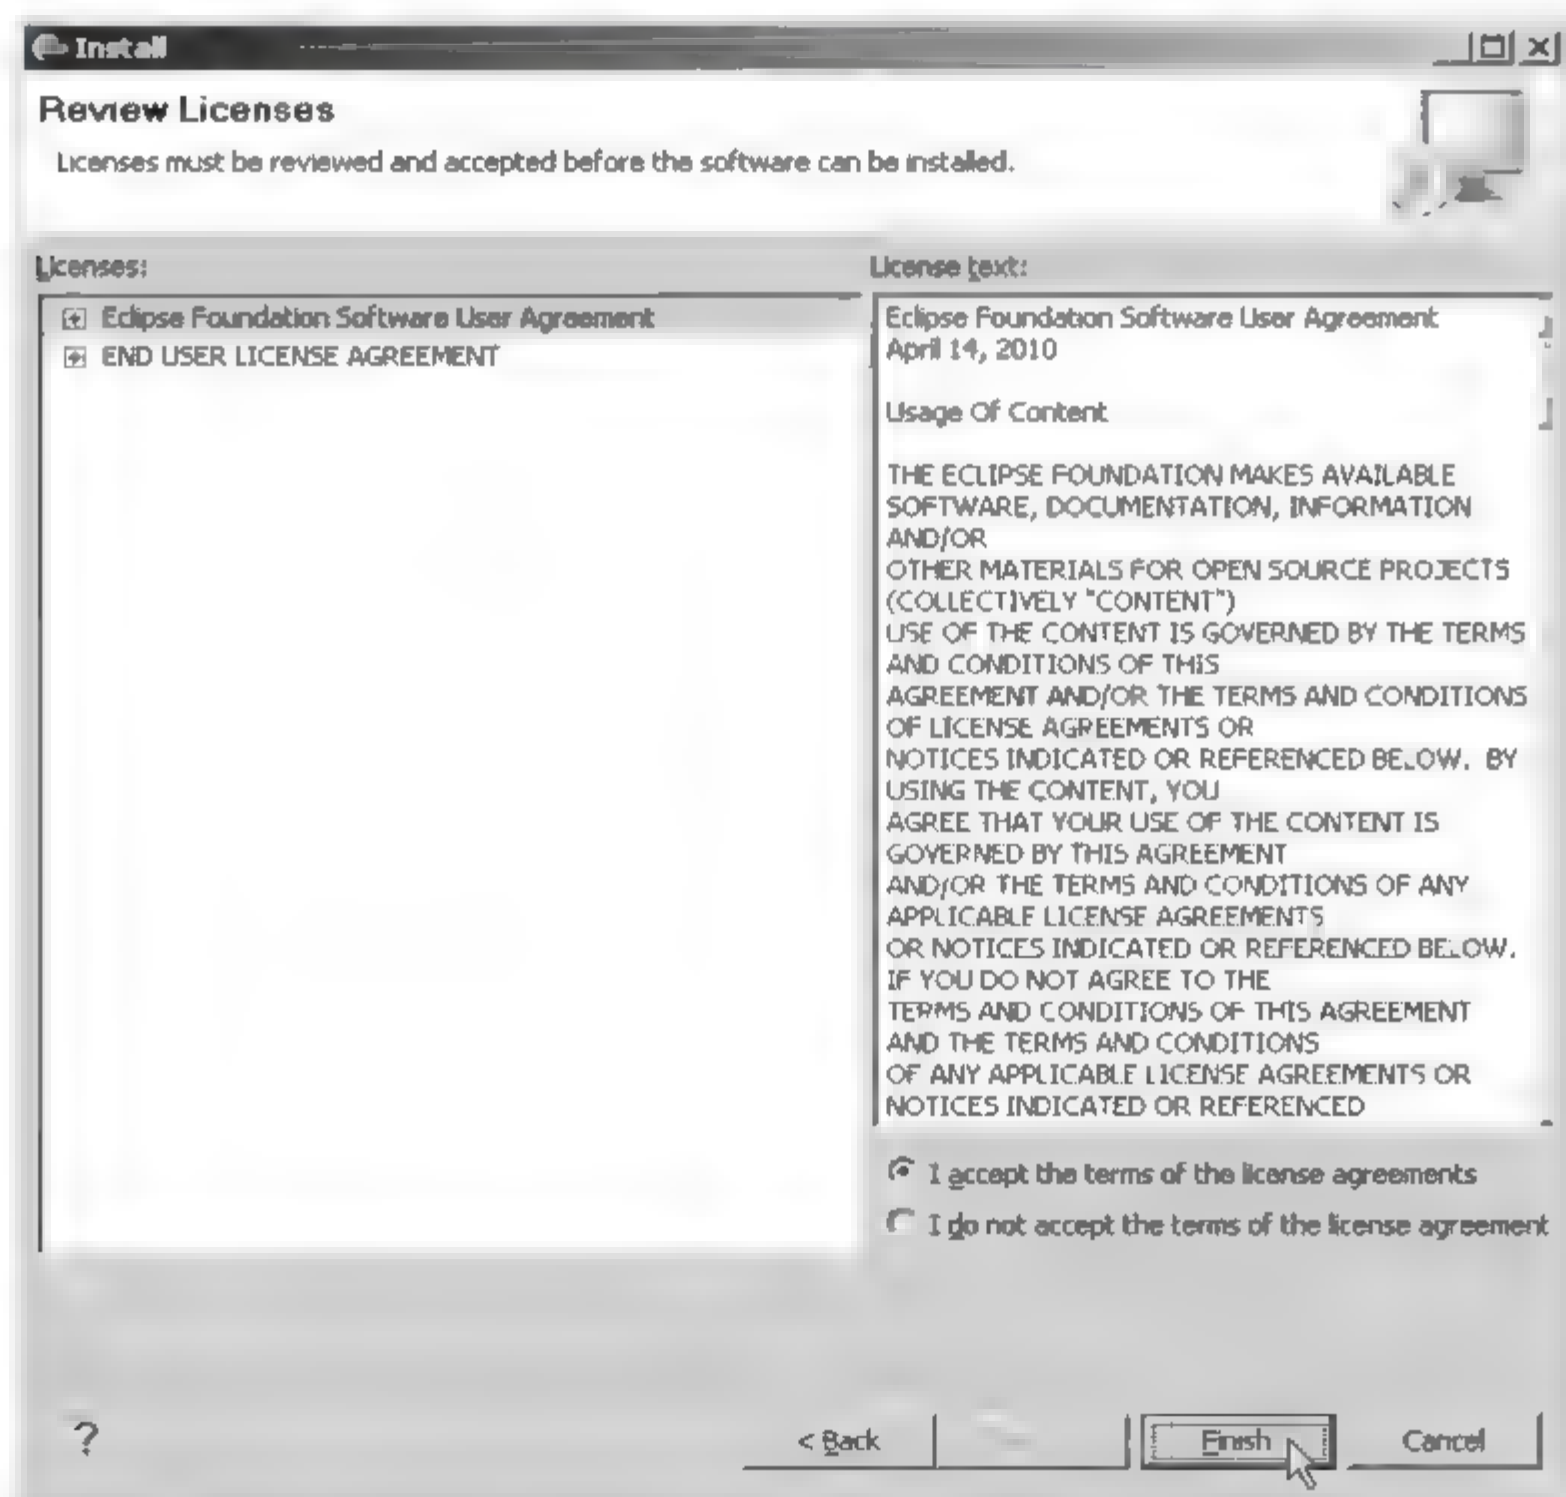 Install
Review Licenses
Licenses must be reviewed and accepted before the software can be installed.
Licenses:
Eclipse Foundation Software User Agreement
END USER LICENSE AGREEMENT
License text:
Eclipse Foundation Software User Agreement
April 14, 2010
Usage Of Content
THE ECLIPSE FOUNDATION MAKES AVAILABLE
SOFTWARE, DOCUMENTATION, INFORMATION
AND/OR
OTHER MATERIALS FOR OPEN SOURCE PROJECTS
(COLLECTIVELY "CONTENT")
USE OF THE CONTENT IS GOVERNED BY THE TERMS
AND CONDITIONS OF THIS
AGREEMENT AND/OR THE TERMS AND CONDITIONS
OF LICENSE AGREEMENTS OR
NOTICES INDICATED OR REFERENCED BELOW. BY
USING THE CONTENT, YOU
AGREE THAT YOUR USE OF THE CONTENT IS
GOVERNED BY THIS AGREEMENT
AND/OR THE TERMS AND CONDITIONS OF ANY
APPLICABLE LICENSE AGREEMENTS
OR NOTICES INDICATED OR REFERENCED BELOW.
IF YOU DO NOT AGREE TO THE
TERMS AND CONDITIONS OF THIS AGREEMENT
AND THE TERMS AND CONDITIONS
OF ANY APPLICABLE LICENSE AGREEMENTS OR
NOTICES INDICATED OR REFERENCED
I accept the terms of the license agreements
I do not accept the terms of the license agreement
? < Back Finish Cancel